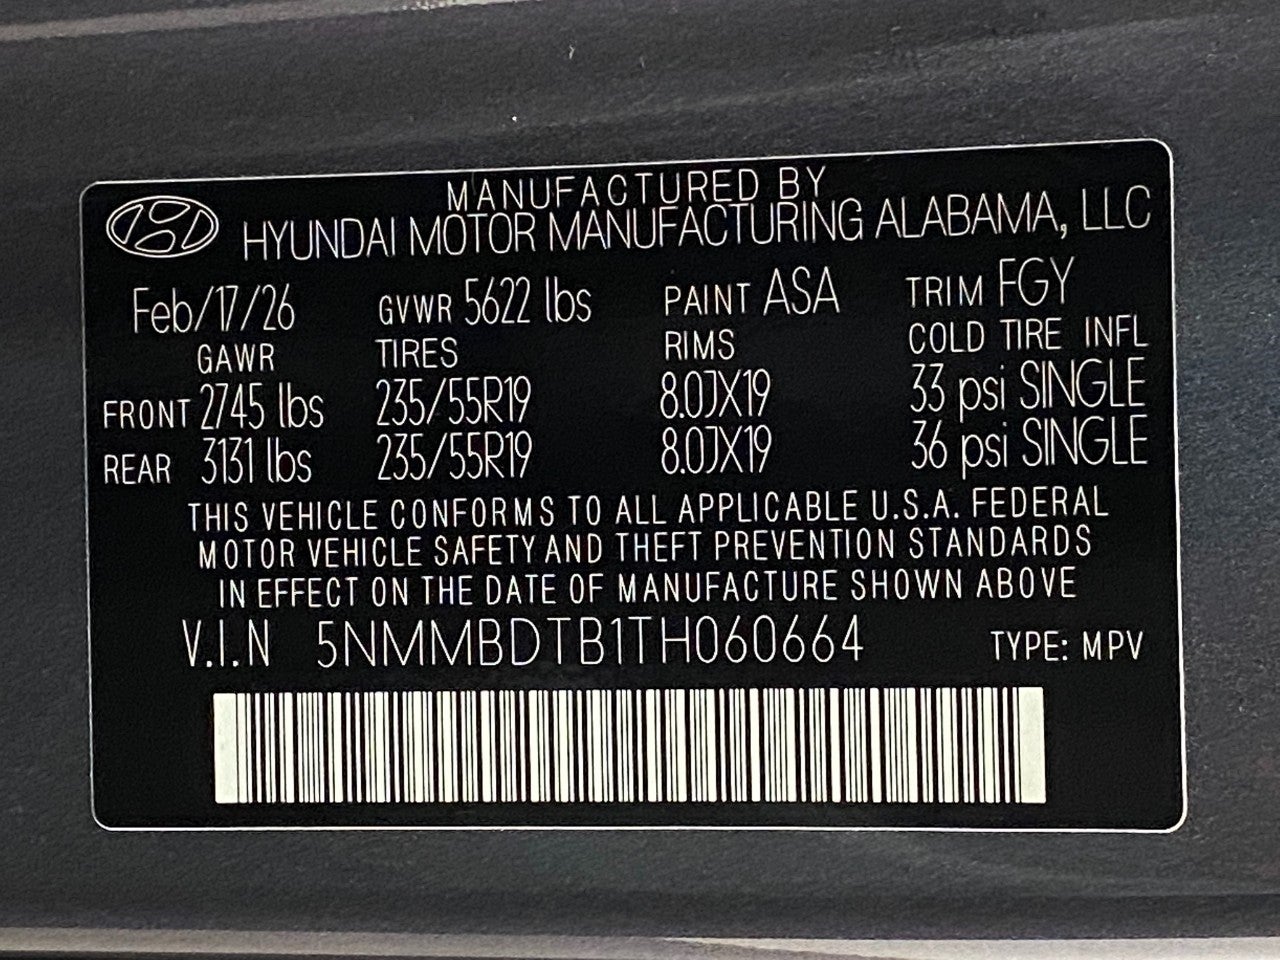 MANUFACTURED BY
HYUNDAI MOTOR MANUFACTURING ALABAMA, LLC
Feb/17/26 GVWR 5622 lbs PAINT ASA TRIM FGY
GAWR TIRES RIMS COLD TIRE INFL
FRONT 2745 lbs 235/55R19 8.0JX19 33 psi SINGLE
REAR 3131 lbs 235/55R19 8.0JX19 36 psi SINGLE
THIS VEHICLE CONFORMS TO ALL APPLICABLE U.S.A. FEDERAL
MOTOR VEHICLE SAFETY AND THEFT PREVENTION STANDARDS
IN EFFECT ON THE DATE OF MANUFACTURE SHOWN ABOVE
V.I.N 5NMMBDTB1TH060664 TYPE: MPV